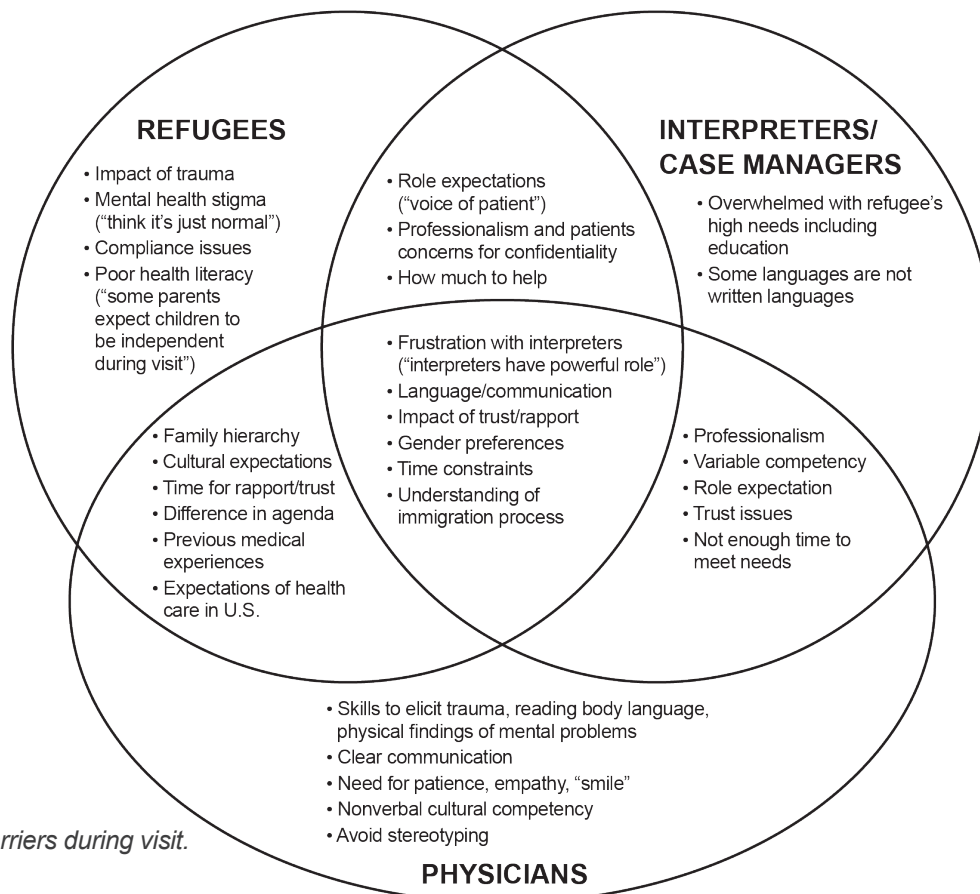 REFUGEES
• Impact of trauma
• Mental health stigma
(“think it’s just normal”)
• Compliance issues
• Poor health literacy
(“some parents
expect children to
be independent
during visit”)
• Role expectations
(“voice of patient”)
• Professionalism and patients
concerns for confidentiality
• How much to help
INTERPRETERS/
CASE MANAGERS
• Overwhelmed with refugee’s
high needs including
education
• Some languages are not
written languages
• Family hierarchy
• Cultural expectations
• Time for rapport/trust
• Difference in agenda
• Previous medical
experiences
• Expectations of health
care in U.S.
• Frustration with interpreters
(“interpreters have powerful role”)
• Language/communication
• Impact of trust/rapport
• Gender preferences
• Time constraints
• Understanding of
immigration process
• Professionalism
• Variable competency
• Role expectation
• Trust issues
• Not enough time to
meet needs
• Skills to elicit trauma, reading body language,
physical findings of mental problems
• Clear communication
• Need for patience, empathy, “smile”
• Nonverbal cultural competency
• Avoid stereotyping
PHYSICIANS
during visit.